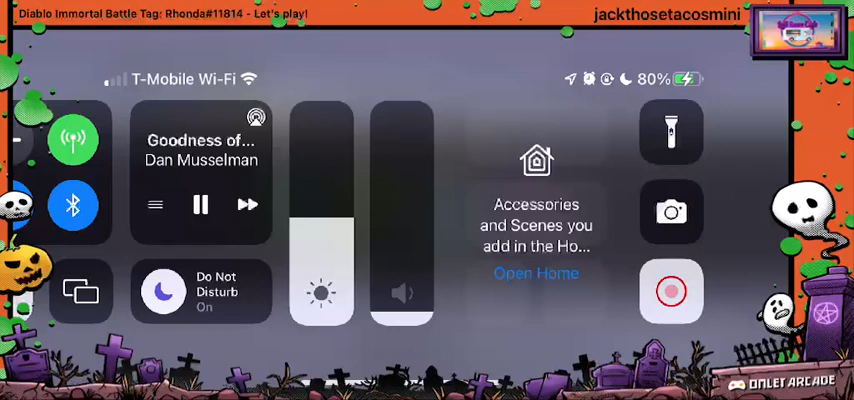 Diablo Immortal Battle Tag: Rhonda#11814 - Let's play!
jackthosetacosmini
T-Mobile Wi-Fi
80%
Goodness of...
Dan Musselman
Do Not
Disturb
On
Accessories
and Scenes you
add in the Ho...
Open Home
ONLET ARCADE